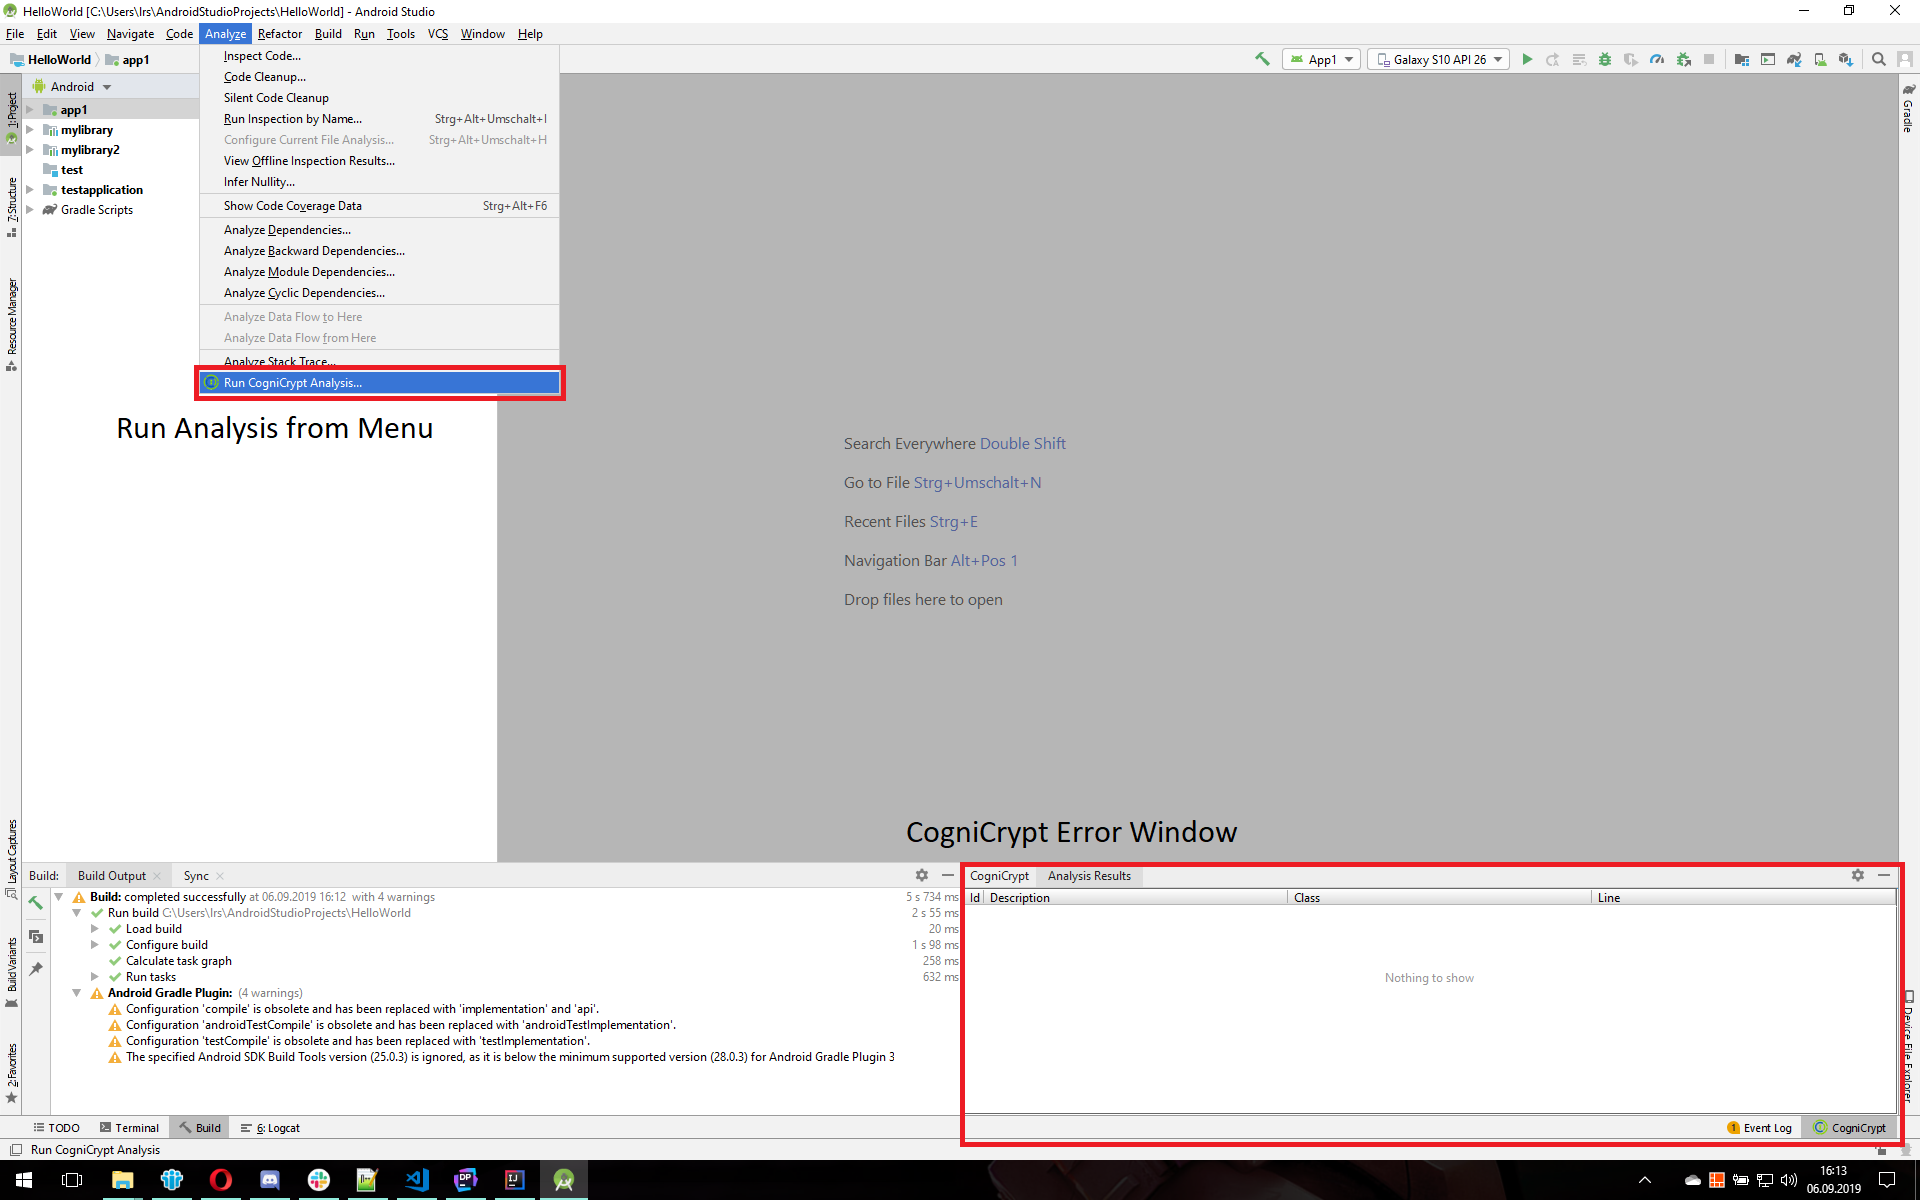 HelloWorld [C:\Users\lrs\AndroidStudioProjects\HelloWorld] - Android Studio
File Edit View Navigate Code Analyze Refactor Build Run Tools VCS Window Help
HelloWorld app1
App1 Galaxy S10 API 26
1: Project
7: Structure
Resource Manager
Layout Captures
Build Variants
2: Favorites
Android
app1
mylibrary
mylibrary2
test
testapplication
Gradle Scripts
Inspect Code...
Code Cleanup...
Silent Code Cleanup
Run Inspection by Name... Strg+Alt+Umschalt+I
Configure Current File Analysis... Strg+Alt+Umschalt+H
View Offline Inspection Results...
Infer Nullity...
Show Code Coverage Data Strg+Alt+F6
Analyze Dependencies...
Analyze Backward Dependencies...
Analyze Module Dependencies...
Analyze Cyclic Dependencies...
Analyze Data Flow to Here
Analyze Data Flow from Here
Analyze Stack Trace...
Run CogniCrypt Analysis...
Run Analysis from Menu
Search Everywhere Double Shift
Go to File Strg+Umschalt+N
Recent Files Strg+E
Navigation Bar Alt+Pos 1
Drop files here to open
Gradle
Device File Explorer
CogniCrypt Error Window
Build: Build Output Sync
Build: completed successfully at 06.09.2019 16:12 with 4 warnings 5 s 734 ms
Run build C:\Users\lrs\AndroidStudioProjects\HelloWorld 2 s 55 ms
Load build 20 ms
Configure build 1 s 98 ms
Calculate task graph 258 ms
Run tasks 632 ms
Android Gradle Plugin: (4 warnings)
Configuration 'compile' is obsolete and has been replaced with 'implementation' and 'api'.
Configuration 'androidTestCompile' is obsolete and has been replaced with 'androidTestImplementation'.
Configuration 'testCompile' is obsolete and has been replaced with 'testImplementation'.
The specified Android SDK Build Tools version (25.0.3) is ignored, as it is below the minimum supported version (28.0.3) for Android Gradle Plugin 3
CogniCrypt Analysis Results
Id Description Class Line
Nothing to show
TODO Terminal Build 6: Logcat
1 Event Log CogniCrypt
Run CogniCrypt Analysis
DP
IJ
16:13
06.09.2019